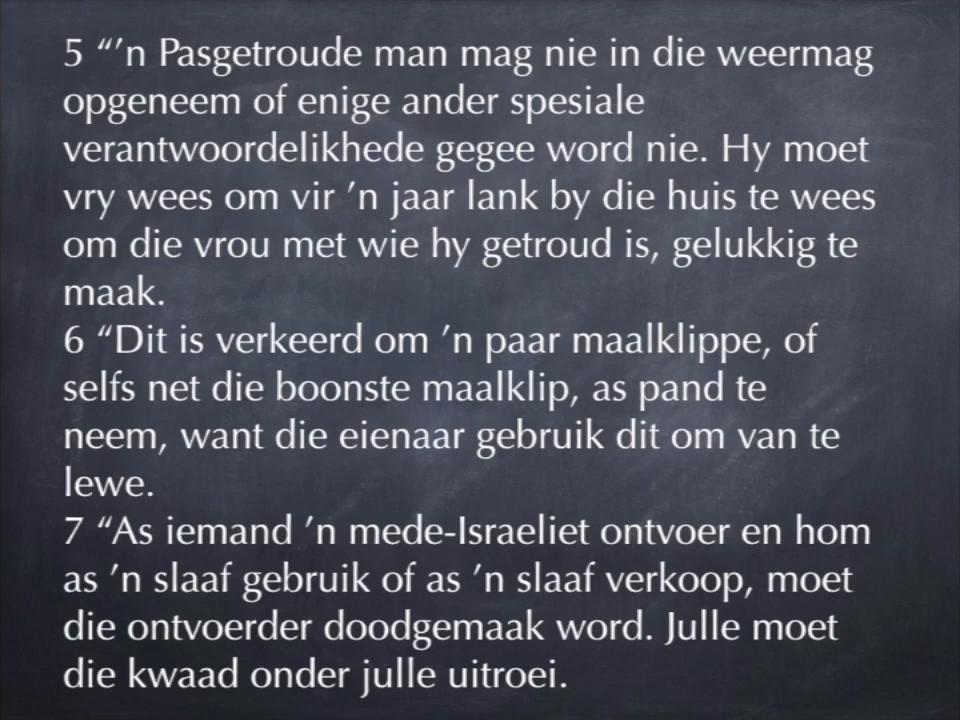 5 “’n Pasgetroude man mag nie in die weermag
opgeneem of enige ander spesiale
verantwoordelikhede gegee word nie. Hy moet
vry wees om vir ’n jaar lank by die huis te wees
om die vrou met wie hy getroud is, gelukkig te
maak.
6 “Dit is verkeerd om ’n paar maalklippe, of
selfs net die boonste maalklip, as pand te
neem, want die eienaar gebruik dit om van te
lewe.
7 “As iemand ’n mede-Israeliet ontvoer en hom
as ’n slaaf gebruik of as ’n slaaf verkoop, moet
die ontvoerder doodgemaak word. Julle moet
die kwaad onder julle uitroei.